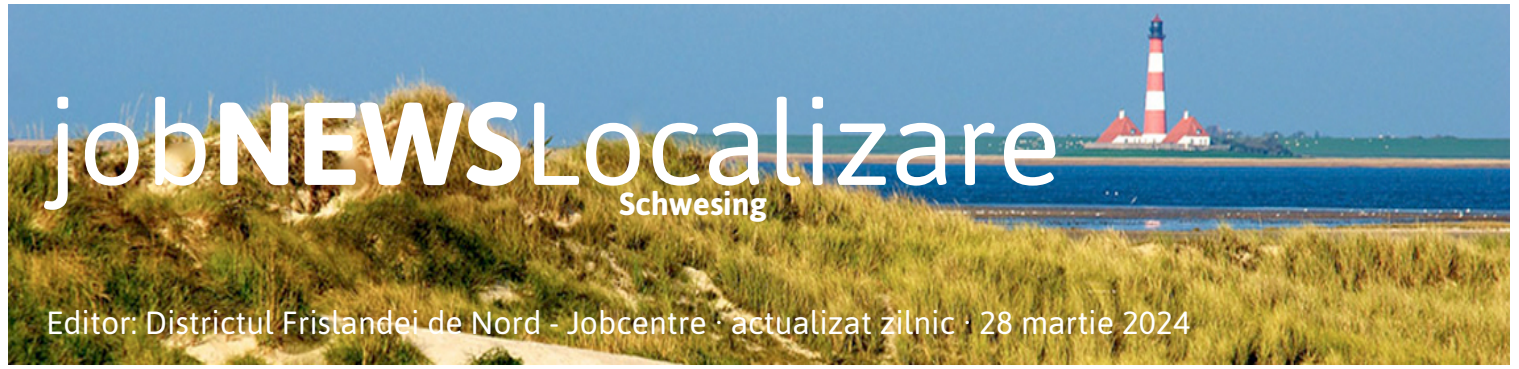 jobNEWSLocalizare
Schwesing
Editor: Districtul Frislandei de Nord - Jobcentre · actualizat zilnic · 28 martie 2024